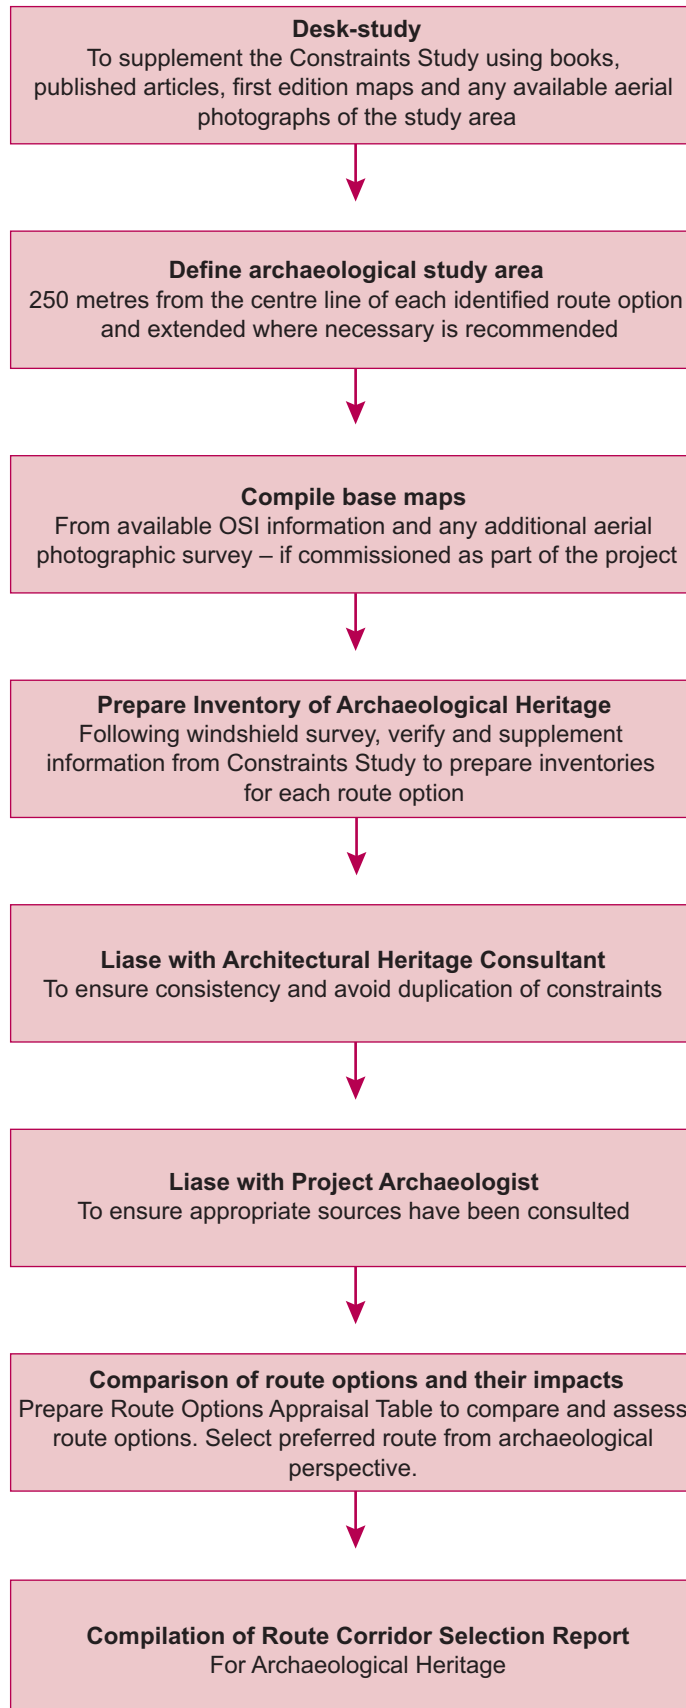 Desk-study
To supplement the Constraints Study using books,
published articles, first edition maps and any available aerial
photographs of the study area
Define archaeological study area
250 metres from the centre line of each identified route option
and extended where necessary is recommended
Compile base maps
From available OSI information and any additional aerial
photographic survey – if commissioned as part of the project
Prepare Inventory of Archaeological Heritage
Following windshield survey, verify and supplement
information from Constraints Study to prepare inventories
for each route option
Liase with Architectural Heritage Consultant
To ensure consistency and avoid duplication of constraints
Liase with Project Archaeologist
To ensure appropriate sources have been consulted
Comparison of route options and their impacts
Prepare Route Options Appraisal Table to compare and assess
route options. Select preferred route from archaeological
perspective.
Compilation of Route Corridor Selection Report
For Archaeological Heritage